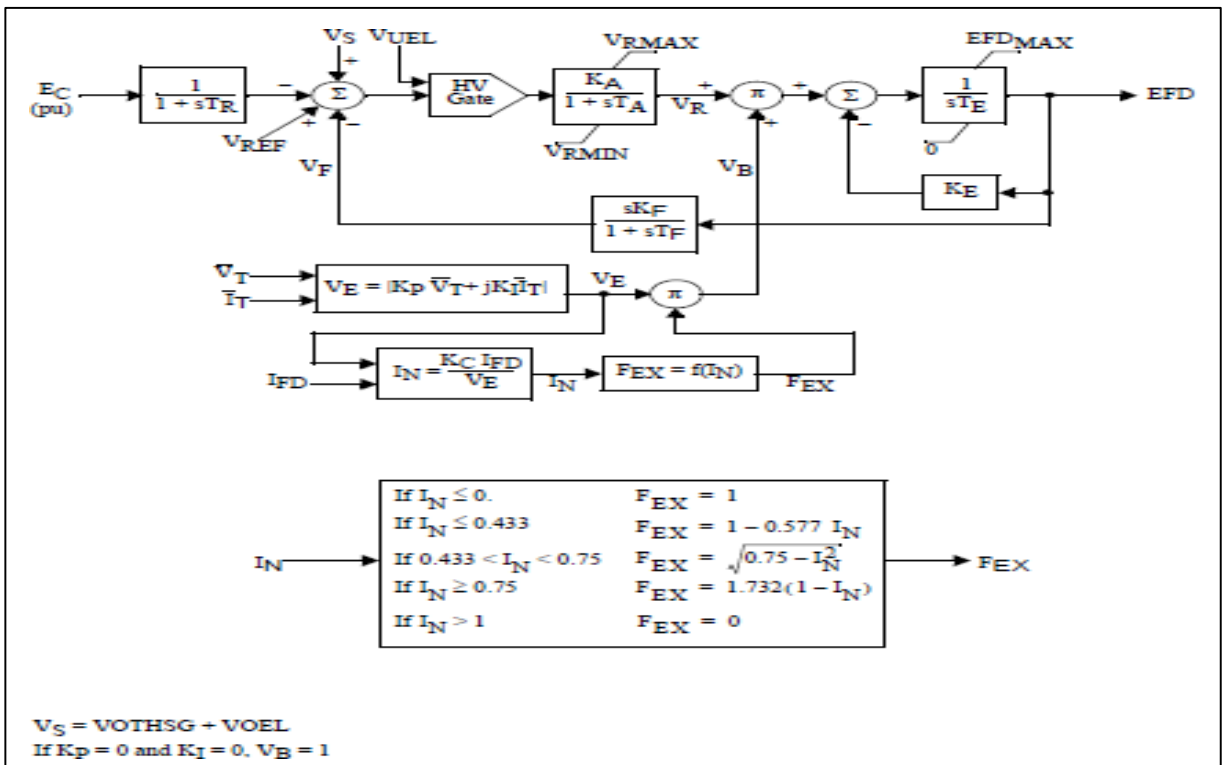 VS VUEL VRMAX EFDMAX
EC (pu) 1 / 1 + sTR − + Σ HV Gate KA / 1 + sTA VR + π + Σ 1 / sTE EFD
VREF + − VRMIN + − 0
VF VB KE
sKF / 1 + sTF
V̄T
ĪT VE = |KP V̄T + jKI ĪT| VE π
IFD IN = KC IFD / VE IN FEX = f(IN) FEX
If IN ≤ 0. FEX = 1
If IN ≤ 0.433 FEX = 1 − 0.577 IN
IN If 0.433 < IN < 0.75 FEX = √(0.75 − IN²) FEX
If IN ≥ 0.75 FEX = 1.732(1 − IN)
If IN > 1 FEX = 0
VS = VOTHSG + VOEL
If KP = 0 and KI = 0, VB = 1